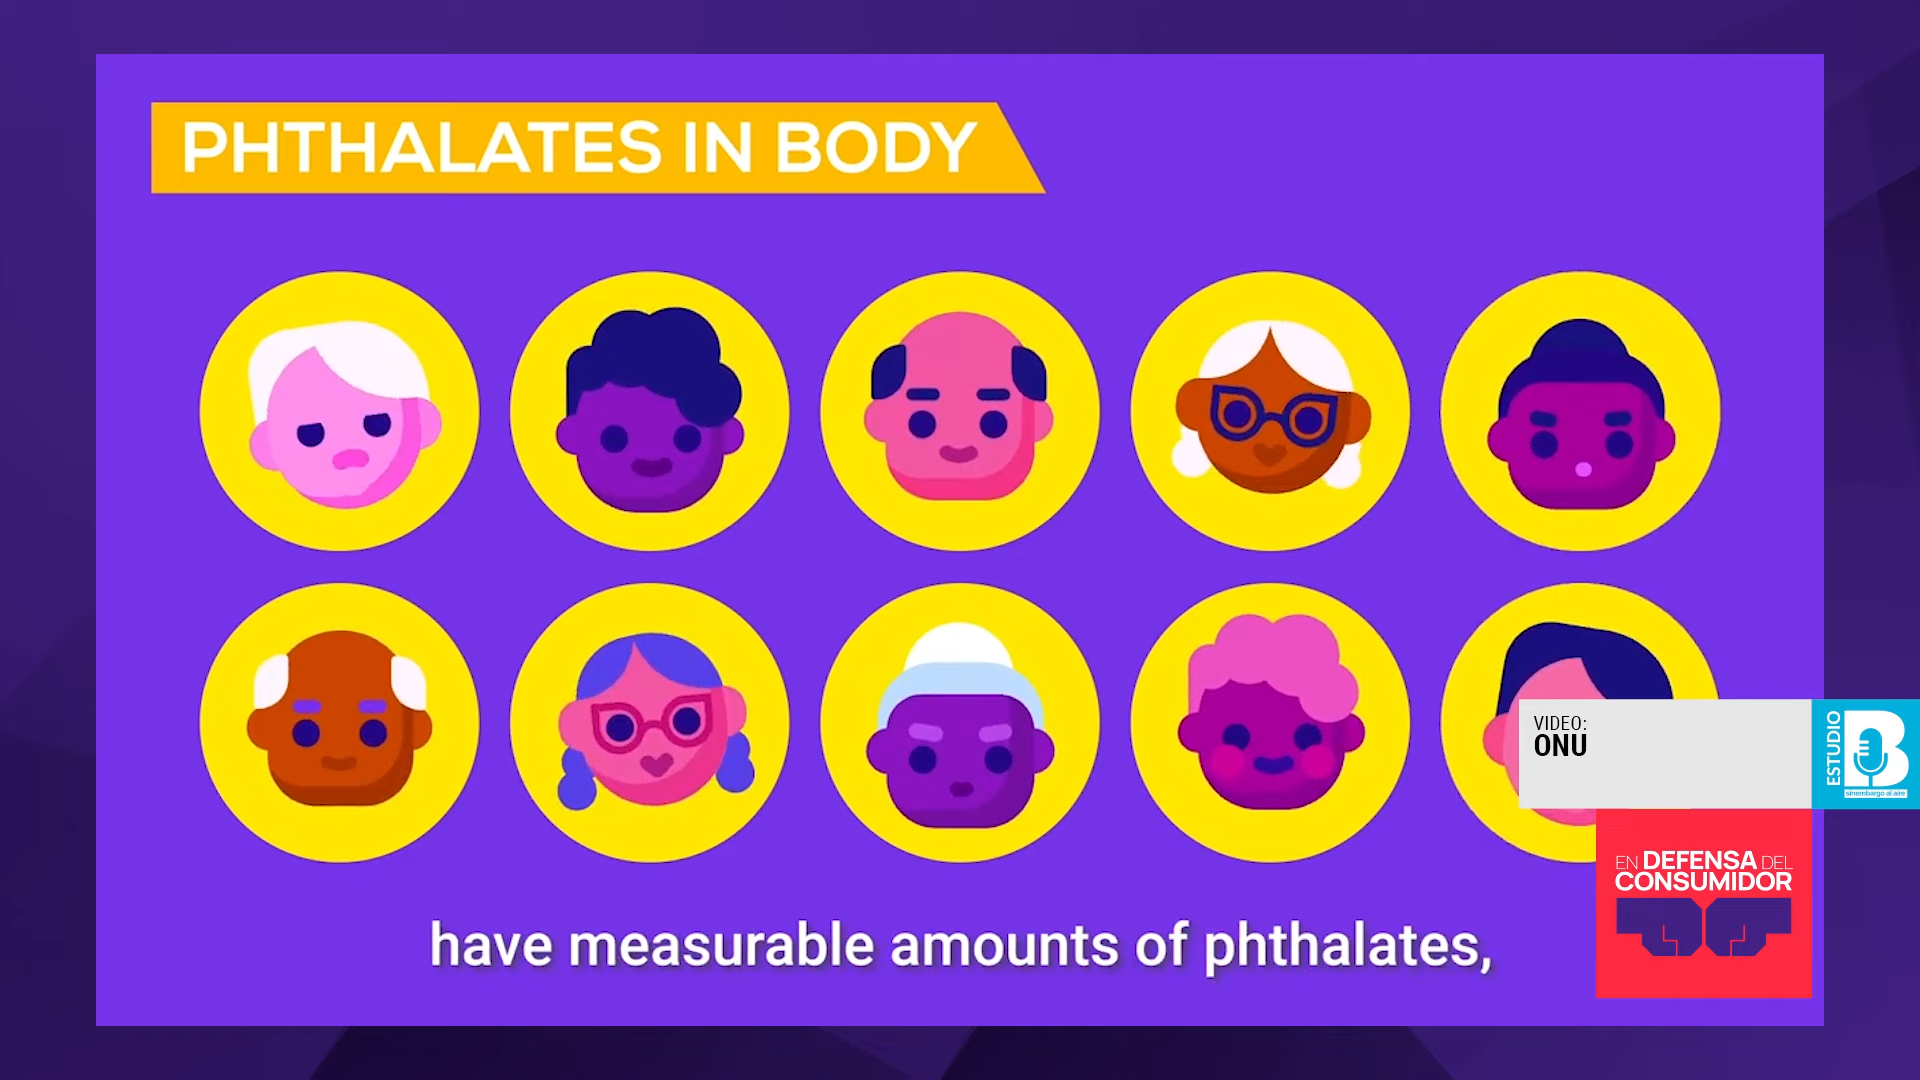 PHTHALATES IN BODY
VIDEO:
ONU
ESTUDIO
B
sinembargo al aire
EN DEFENSA DEL
CONSUMIDOR
have measurable amounts of phthalates,